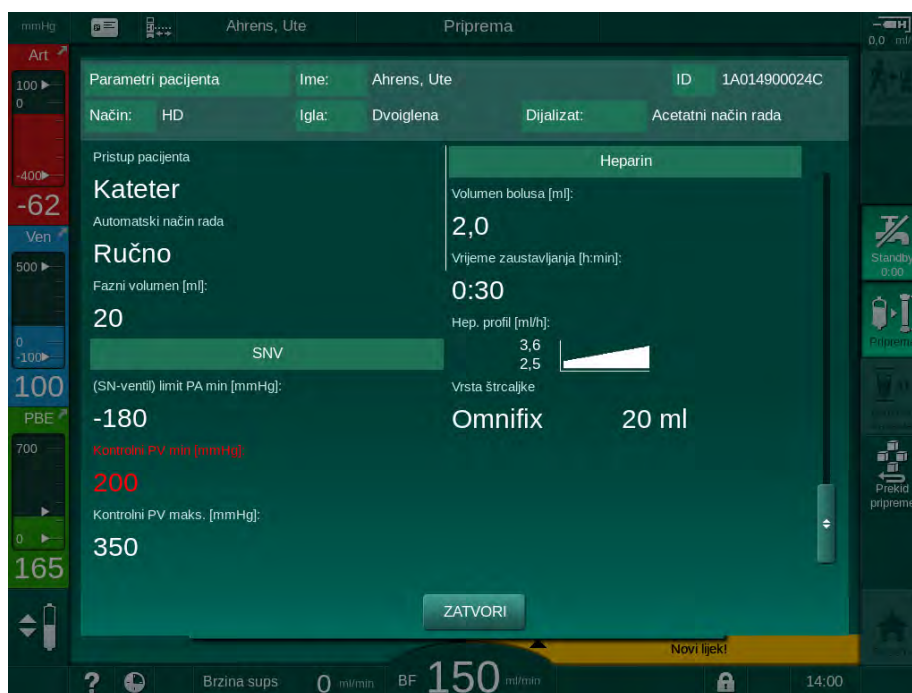 mmHg
Ahrens, Ute
Priprema
0,0 ml/
Art
100
0
-400
-62
Ven
500
0
-100
100
PBE
700
0
165
Parametri pacijenta Ime: Ahrens, Ute ID 1A014900024C
Način: HD Igla: Dvoiglena Dijalizat: Acetatni način rada
Pristup pacijenta
Kateter
Automatski način rada
Ručno
Fazni volumen [ml]:
20
SNV
(SN-ventil) limit PA min [mmHg]:
-180
Kontrolni PV min [mmHg]:
200
Kontrolni PV maks. [mmHg]:
350
Heparin
Volumen bolusa [ml]:
2,0
Vrijeme zaustavljanja [h:min]:
0:30
Hep. profil [ml/h]:
3,6
2,5
Vrsta štrcaljke
Omnifix 20 ml
ZATVORI
Standby
0:00
Priprema
Prekid
pripreme
Novi lijek!
? Brzina sups 0 ml/min BF 150 ml/min 14:00